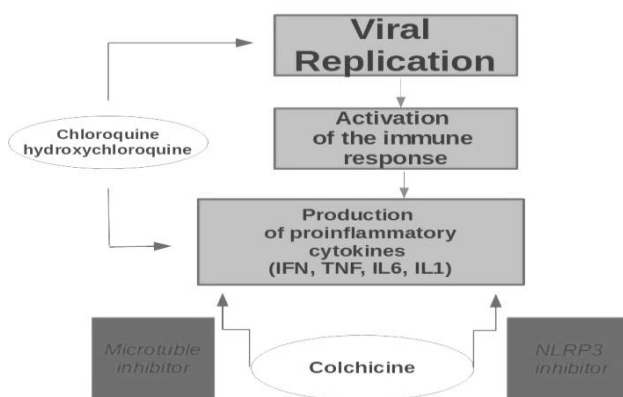 Viral
Replication
Activation
of the immune
response
Chloroquine
hydroxychloroquine
Production
of proinflammatory
cytokines
(IFN, TNF, IL6, IL1)
Microtuble
inhibitor
Colchicine
NLRP3
inhibitor